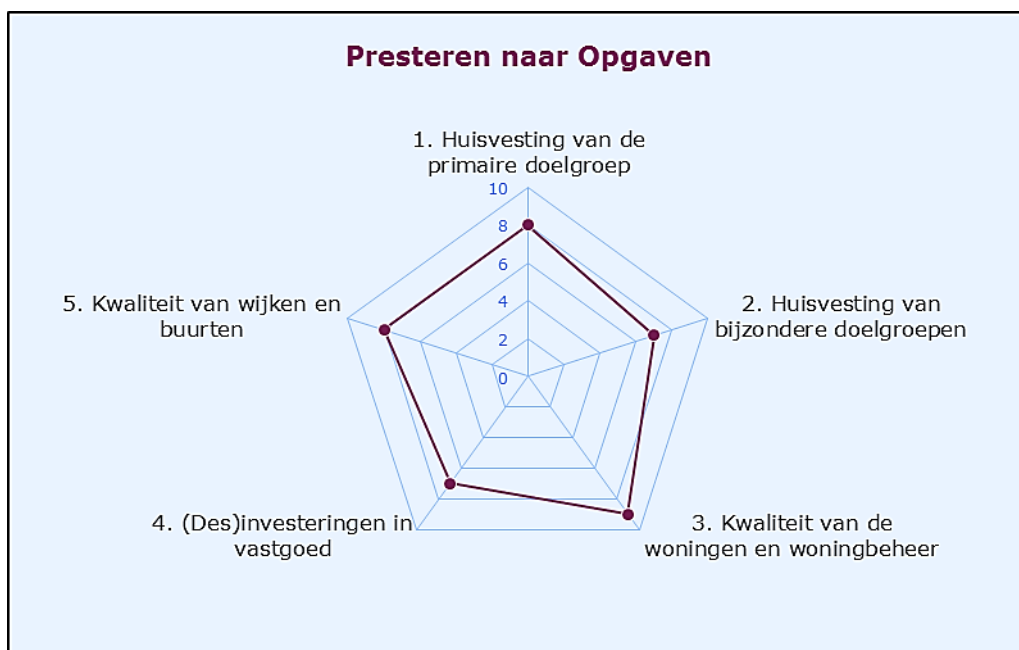 Presteren naar Opgaven
1. Huisvesting van de
primaire doelgroep
10
8
6
4
2
0
5. Kwaliteit van wijken en
buurten
2. Huisvesting van
bijzondere doelgroepen
4. (Des)investeringen in
vastgoed
3. Kwaliteit van de
woningen en woningbeheer